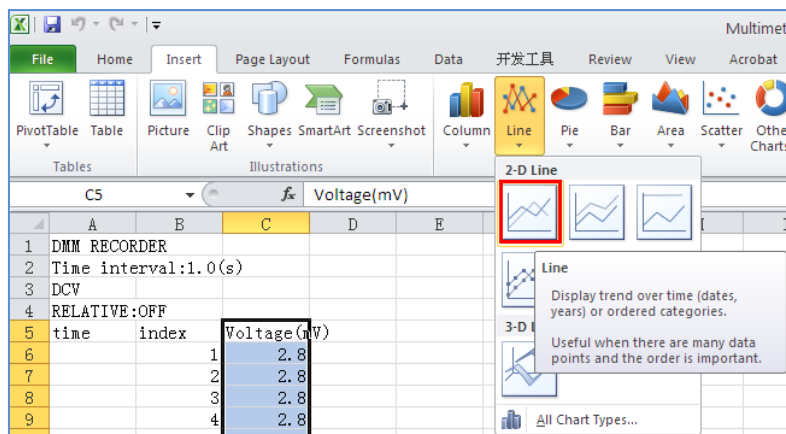 Multimet
File Home Insert Page Layout Formulas Data 开发工具 Review View Acrobat
PivotTable Table Picture Clip Art Shapes SmartArt Screenshot Column Line Pie Bar Area Scatter Othe Charts
Tables Illustrations
2-D Line
C5 fx Voltage(mV)
A B C D E I
1 DMM RECORDER
2 Time interval:1.0(s)
3 DCV
4 RELATIVE:OFF
5 time index Voltage(mV)
6 1 2.8
7 2 2.8
8 3 2.8
9 4 2.8
Line
Display trend over time (dates,
years) or ordered categories.
Useful when there are many data
points and the order is important.
3-D L
All Chart Types...